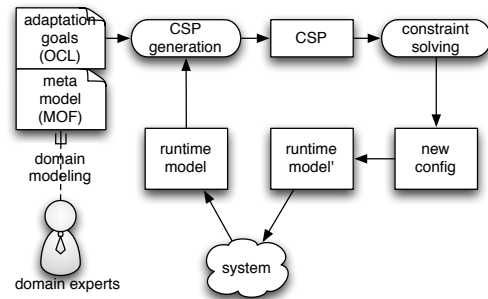 adaptation
goals
(OCL)
CSP
generation
CSP
constraint
solving
meta
model
(MOF)
domain
modeling
runtime
model
runtime
model'
new
config
system
domain experts